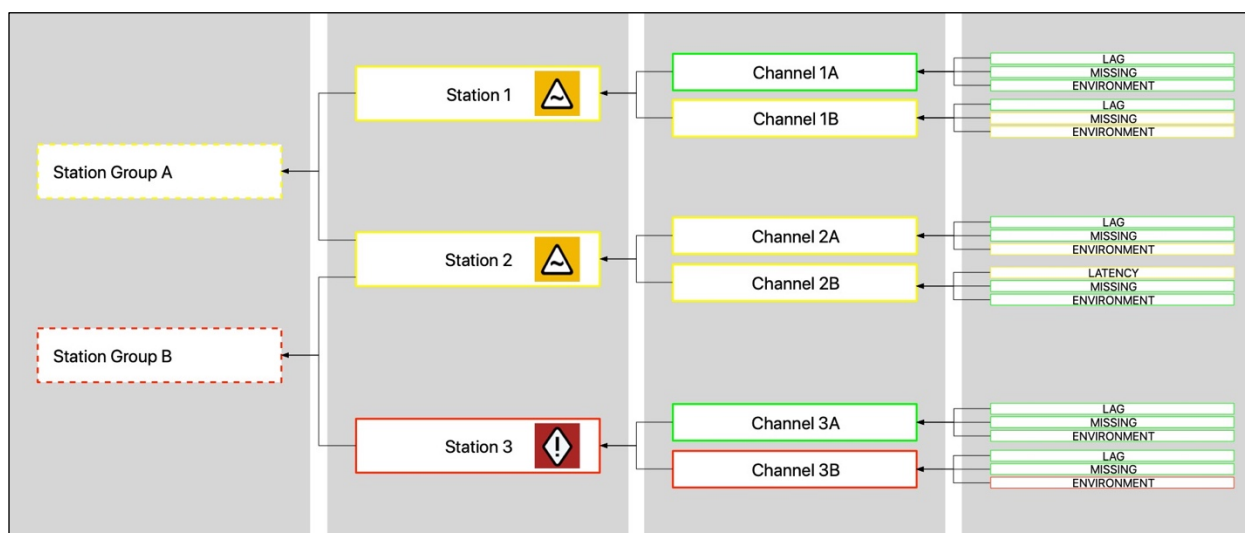 Station Group A
Station Group B
Station 1
Station 2
Station 3
Channel 1A
Channel 1B
Channel 2A
Channel 2B
Channel 3A
Channel 3B
LAG
MISSING
ENVIRONMENT
LAG
MISSING
ENVIRONMENT
LAG
MISSING
ENVIRONMENT
LATENCY
MISSING
ENVIRONMENT
LAG
MISSING
ENVIRONMENT
LAG
MISSING
ENVIRONMENT